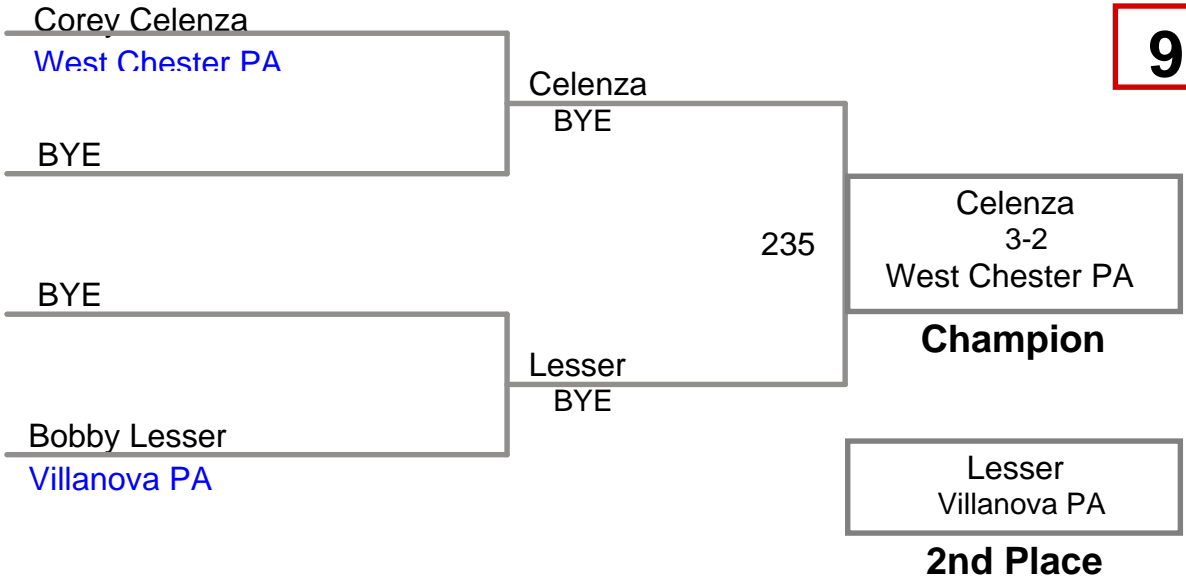 Corey Celenza
West Chester PA
9
Celenza
BYE
BYE
235
Celenza
3-2
West Chester PA
Champion
BYE
Lesser
BYE
Bobby Lesser
Villanova PA
Lesser
Villanova PA
2nd Place